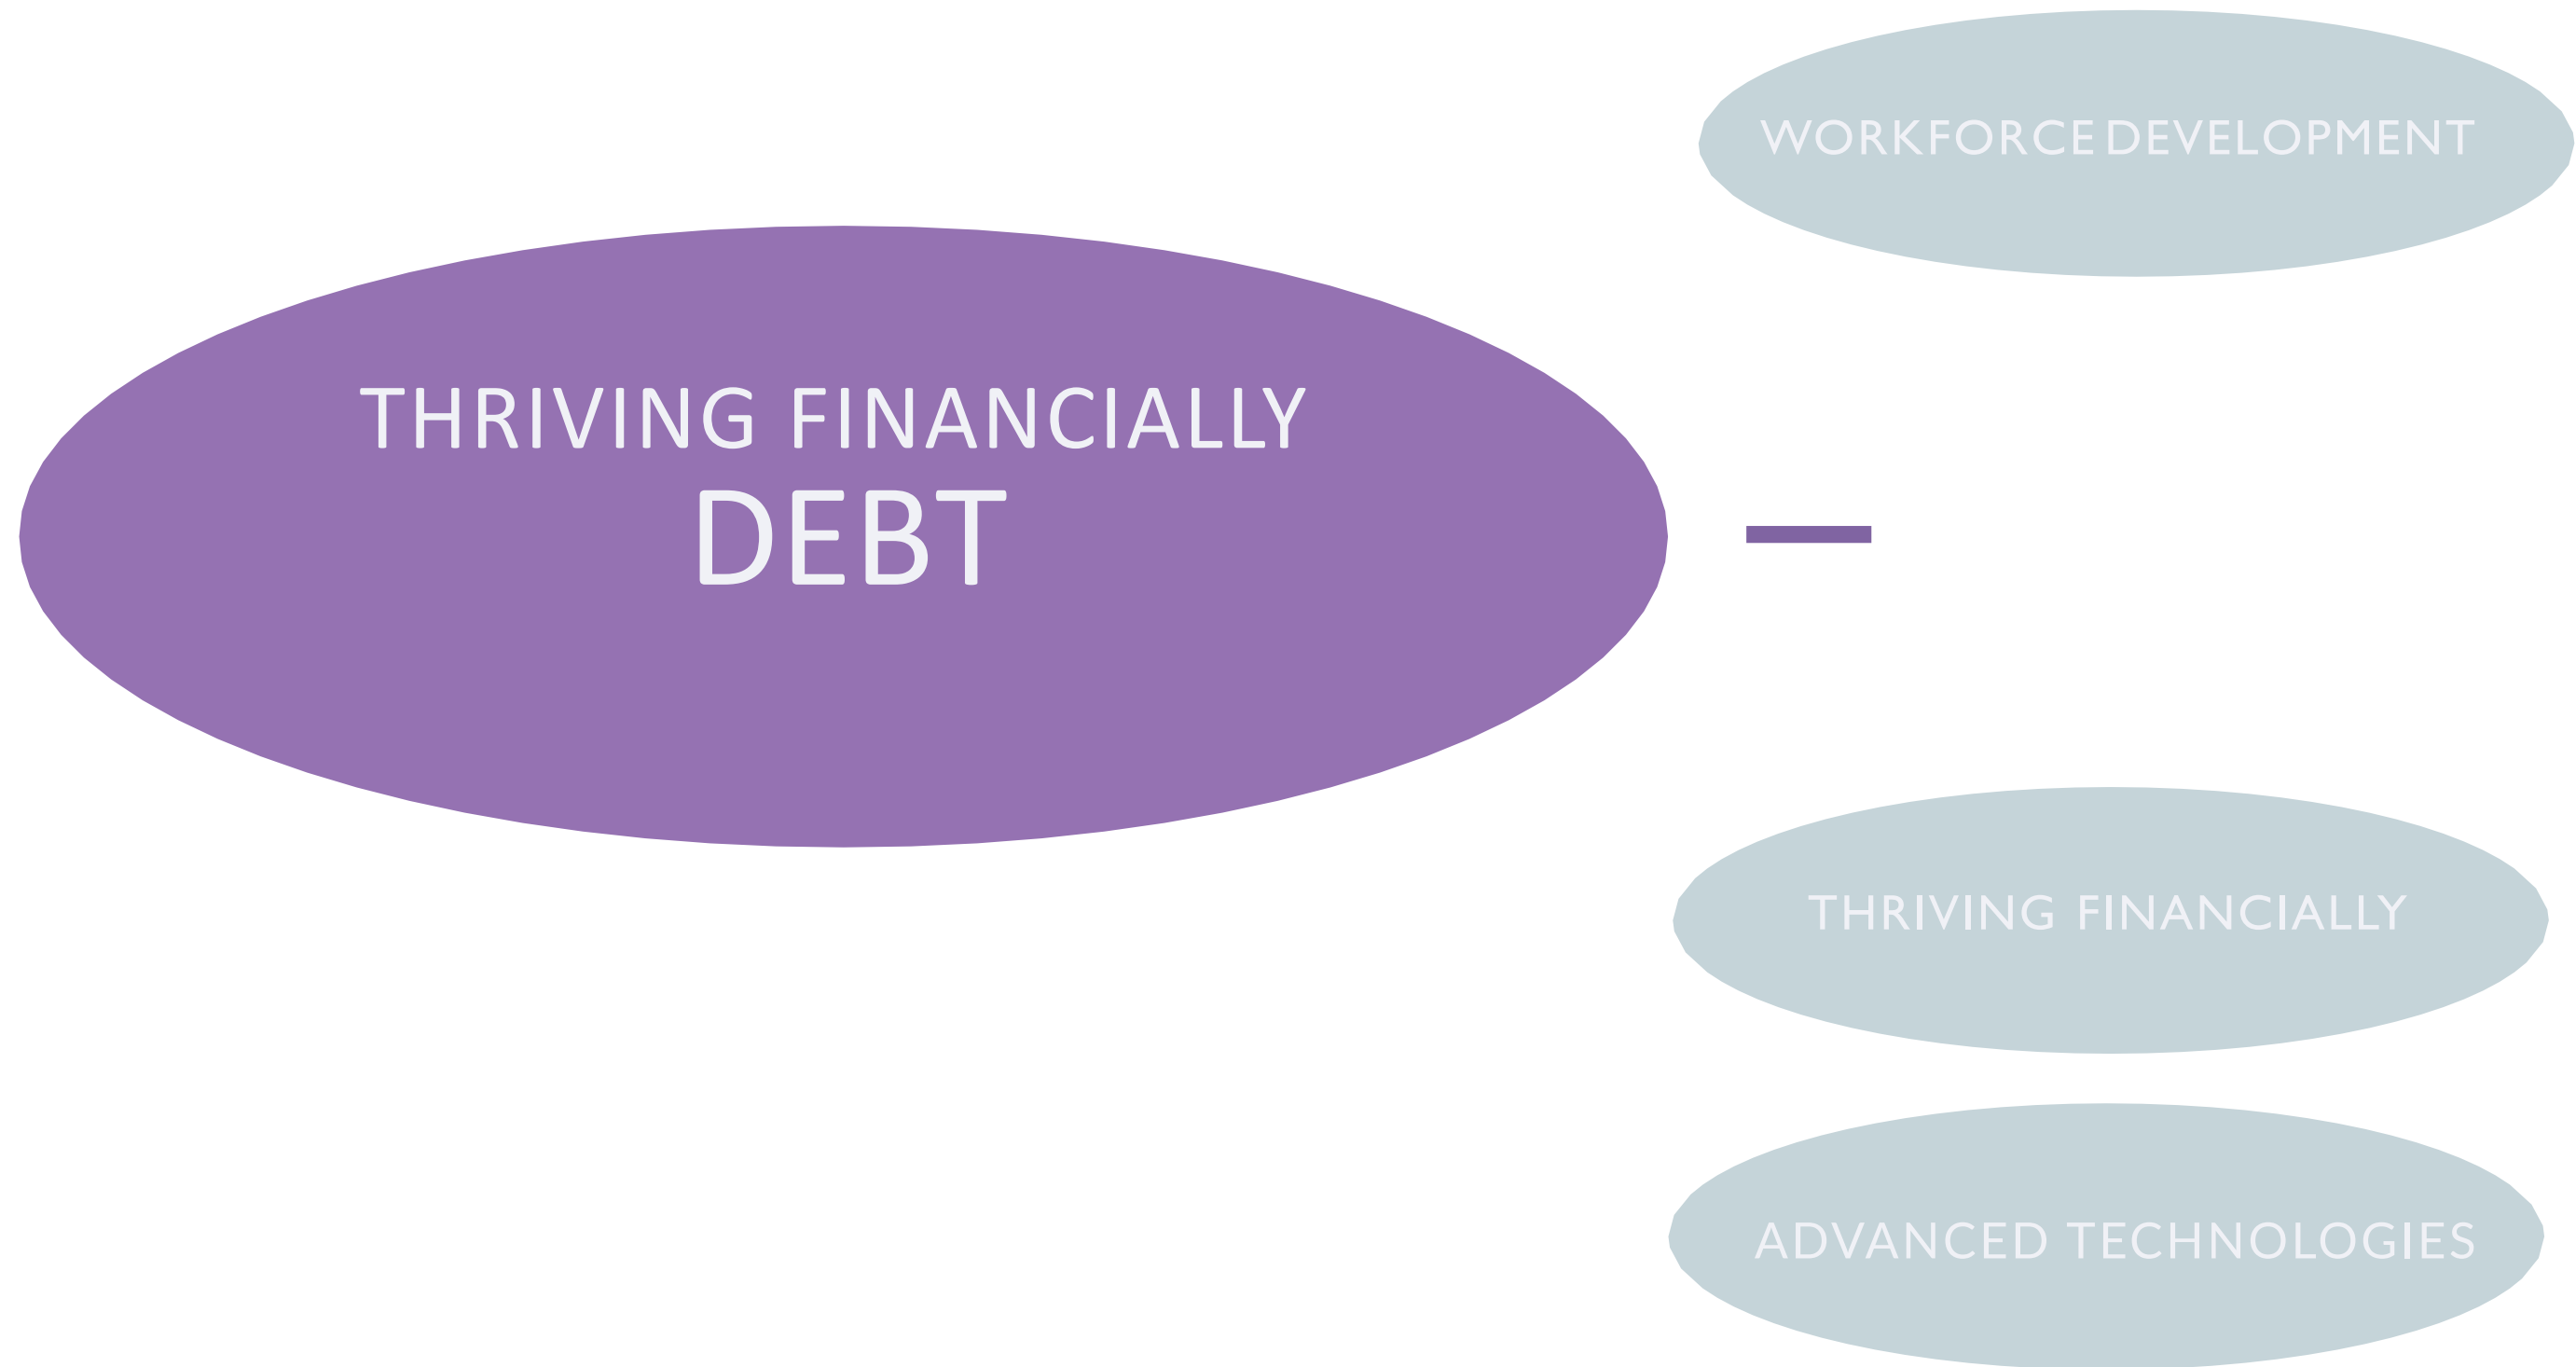 WORKFORCE DEVELOPMENT
THRIVING FINANCIALLY
DEBT
THRIVING FINANCIALLY
ADVANCED TECHNOLOGIES